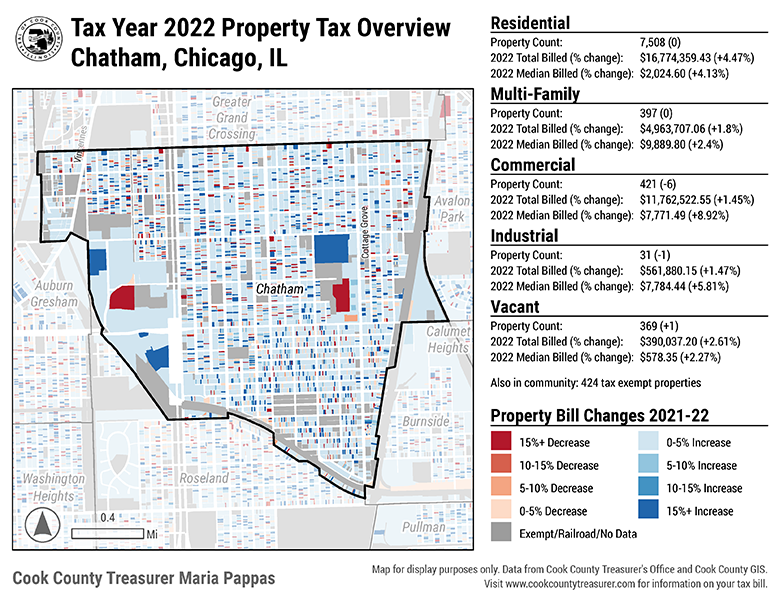 Tax Year 2022 Property Tax Overview
Chatham, Chicago, IL
Greater
Grand
Crossing
Vincennes
Avalon
Park
Cottage Grove
Auburn
Gresham
Chatham
Calumet
Heights
Burnside
Washington
Heights
Roseland
Pullman
0.4
Mi
Residential
Property Count: 7,508 (0)
2022 Total Billed (% change): $16,774,359.43 (+4.47%)
2022 Median Billed (% change): $2,024.60 (+4.13%)
Multi-Family
Property Count: 397 (0)
2022 Total Billed (% change): $4,963,707.06 (+1.8%)
2022 Median Billed (% change): $9,889.80 (+2.4%)
Commercial
Property Count: 421 (-6)
2022 Total Billed (% change): $11,762,522.55 (+1.45%)
2022 Median Billed (% change): $7,771.49 (+8.92%)
Industrial
Property Count: 31 (-1)
2022 Total Billed (% change): $561,880.15 (+1.47%)
2022 Median Billed (% change): $7,784.44 (+5.81%)
Vacant
Property Count: 369 (+1)
2022 Total Billed (% change): $390,037.20 (+2.61%)
2022 Median Billed (% change): $578.35 (+2.27%)
Also in community: 424 tax exempt properties
Property Bill Changes 2021-22
15%+ Decrease 0-5% Increase
10-15% Decrease 5-10% Increase
5-10% Decrease 10-15% Increase
0-5% Decrease 15%+ Increase
Exempt/Railroad/No Data
Cook County Treasurer Maria Pappas
Map for display purposes only. Data from Cook County Treasurer's Office and Cook County GIS.
Visit www.cookcountytreasurer.com for information on your tax bill.